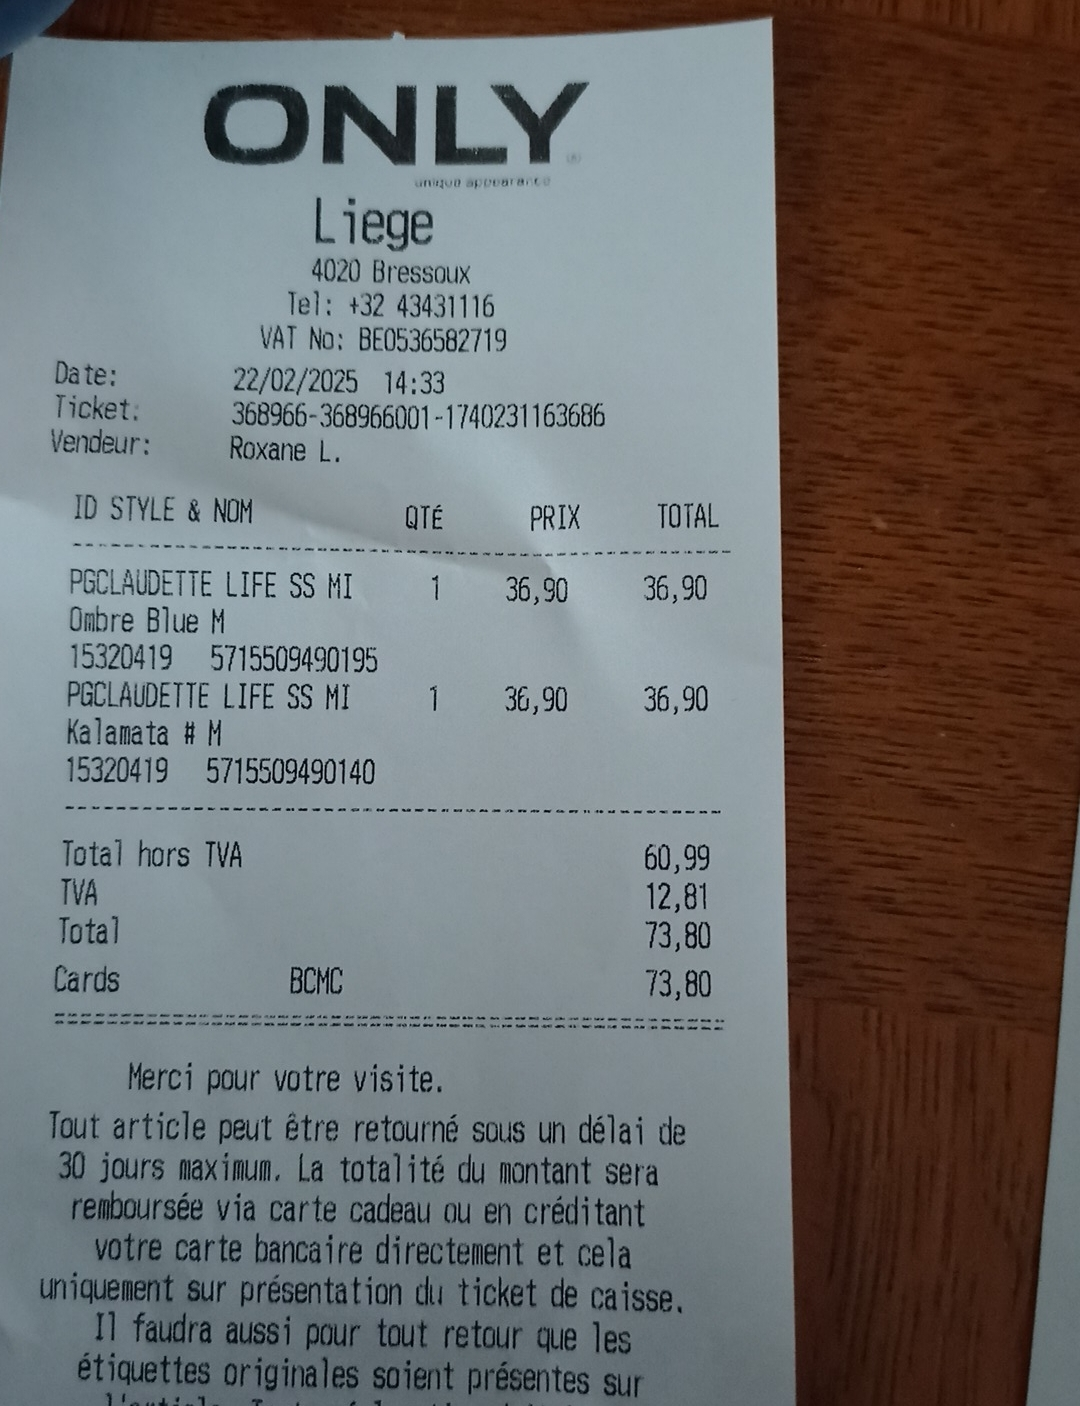 ONLY
unique appearance
Liege
4020 Bressoux
Tel: +32 43431116
VAT No: BE0536582719
Date: 22/02/2025 14:33
Ticket: 368966-368966001-1740231163686
Vendeur: Roxane L.
ID STYLE & NOM QTÉ PRIX TOTAL
PGCLAUDETTE LIFE SS MI 1 36,90 36,90
Ombre Blue M
15320419 5715509490195
PGCLAUDETTE LIFE SS MI 1 36,90 36,90
Kalamata # M
15320419 5715509490140
Total hors TVA 60,99
TVA 12,81
Total 73,80
Cards BCMC 73,80
Merci pour votre visite.
Tout article peut être retourné sous un délai de
30 jours maximum. La totalité du montant sera
remboursée via carte cadeau ou en créditant
votre carte bancaire directement et cela
uniquement sur présentation du ticket de caisse.
Il faudra aussi pour tout retour que les
étiquettes originales soient présentes sur
l'article.